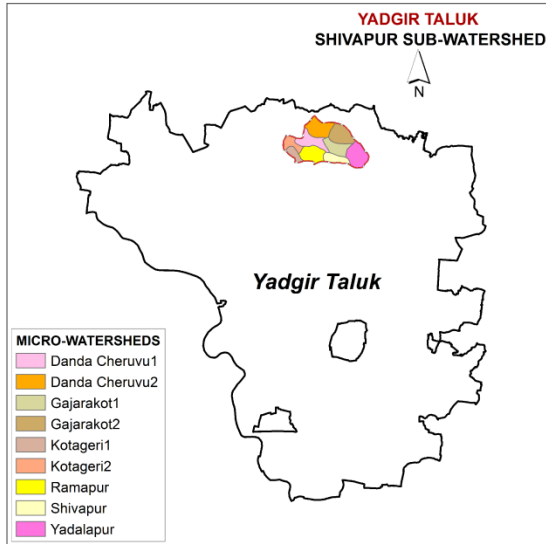 YADGIR TALUK
SHIVAPUR SUB-WATERSHED
N
Yadgir Taluk
MICRO-WATERSHEDS
Danda Cheruvu1
Danda Cheruvu2
Gajarakot1
Gajarakot2
Kotageri1
Kotageri2
Ramapur
Shivapur
Yadalapur